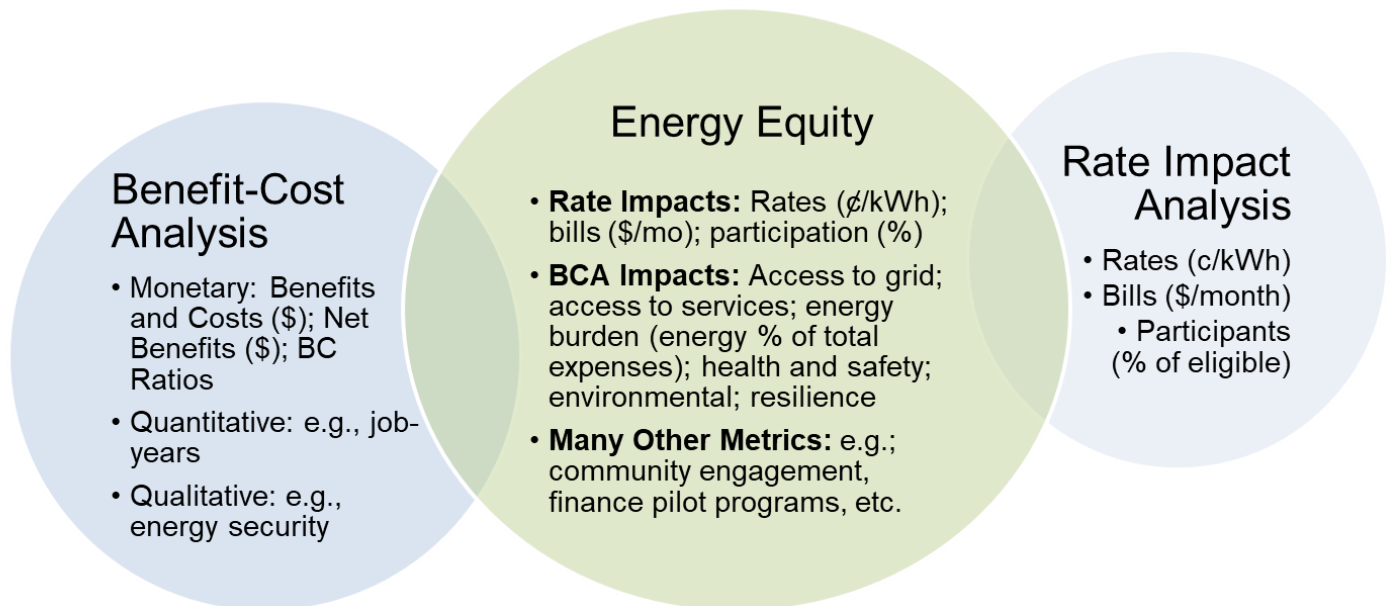 Benefit-Cost
Analysis
• Monetary: Benefits
and Costs ($); Net
Benefits ($); BC
Ratios
• Quantitative: e.g., job-
years
• Qualitative: e.g.,
energy security
Energy Equity
• Rate Impacts: Rates (¢/kWh);
bills ($/mo); participation (%)
• BCA Impacts: Access to grid;
access to services; energy
burden (energy % of total
expenses); health and safety;
environmental; resilience
• Many Other Metrics: e.g.;
community engagement,
finance pilot programs, etc.
Rate Impact
Analysis
• Rates (c/kWh)
• Bills ($/month)
• Participants
(% of eligible)